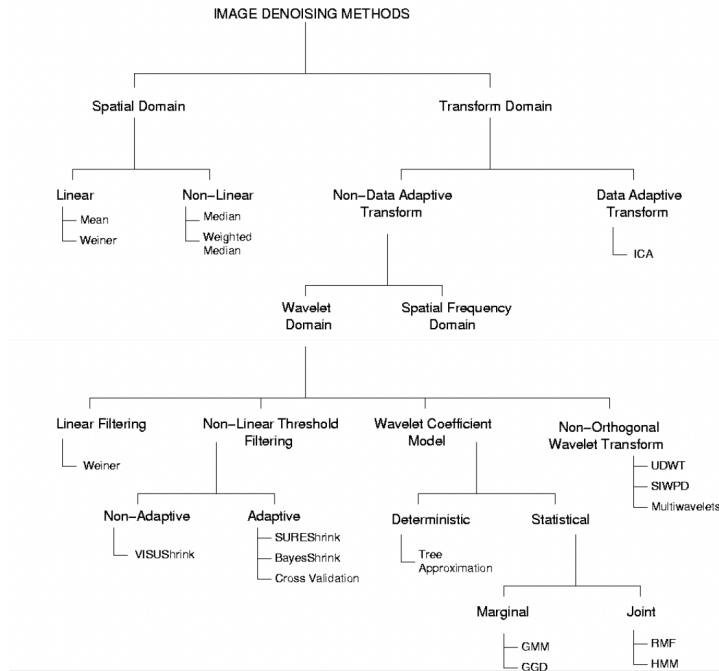 IMAGE DENOISING METHODS
Spatial Domain
Transform Domain
Linear
Mean
Weiner
Non-Linear
Median
Weighted
Median
Non-Data Adaptive
Transform
Data Adaptive
Transform
ICA
Wavelet
Domain
Spatial Frequency
Domain
Linear Filtering
Weiner
Non-Linear Threshold
Filtering
Wavelet Coefficient
Model
Non-Orthogonal
Wavelet Transform
UDWT
SIWPD
Multiwavelets
Non-Adaptive
VISUShrink
Adaptive
SUREShrink
BayesShrink
Cross Validation
Deterministic
Tree
Approximation
Statistical
Marginal
GMM
GGD
Joint
RMF
HMM